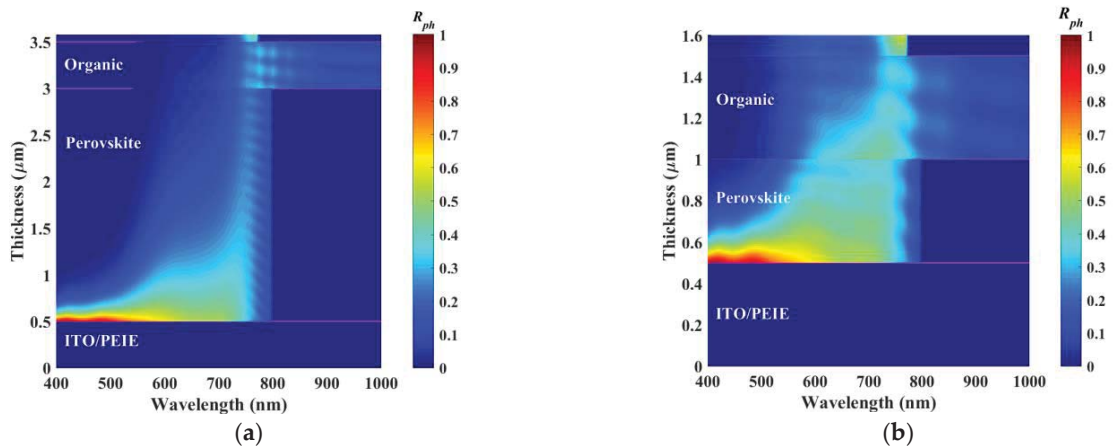 R_ph
3.5
Organic
3
2.5
Perovskite
2
1.5
1
0.5
ITO/PEIE
0
Thickness (μm)
400 500 600 700 800 900 1000
Wavelength (nm)
1
0.9
0.8
0.7
0.6
0.5
0.4
0.3
0.2
0.1
0
(a)
R_ph
1.6
1.4
Organic
1.2
1
Perovskite
0.8
0.6
0.4
ITO/PEIE
0.2
0
Thickness (μm)
400 500 600 700 800 900 1000
Wavelength (nm)
1
0.9
0.8
0.7
0.6
0.5
0.4
0.3
0.2
0.1
0
(b)